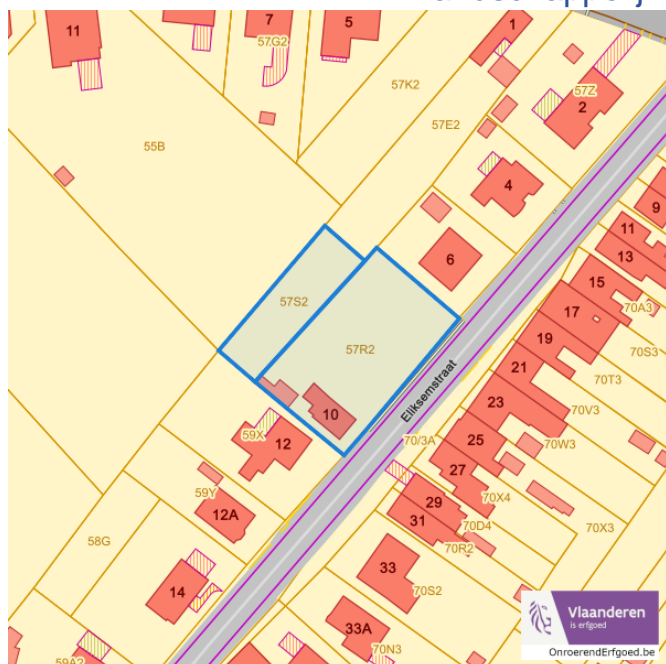 11
7
5
1
57G2
57K2
57Z
2
57E2
55B
4
9
11
6
13
15
57S2
17
70A3
19
70S3
57R2
21
70T3
Eliksemstraat
23
70V3
10
25
70W3
59X
12
70/3A
27
59Y
29
70X4
12A
31
70D4
70X3
58G
70R2
33
14
70S2
33A
59A2
70N3
Vlaanderen
is erfgoed
OnroerendErfgoed.be